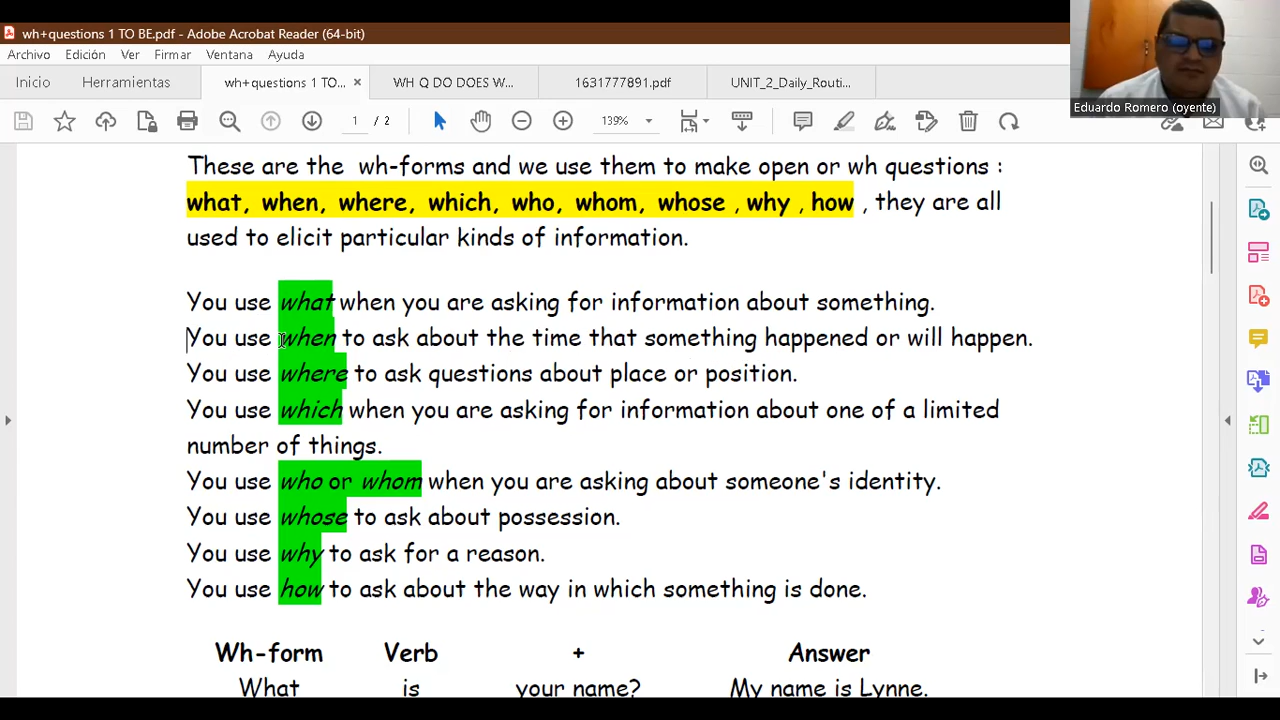 wh+questions 1 TO BE.pdf - Adobe Acrobat Reader (64-bit)
Archivo Edición Ver Firmar Ventana Ayuda
Inicio Herramientas wh+questions 1 TO... × WH Q DO DOES W... 1631777891.pdf UNIT_2_Daily_Routi...
Eduardo Romero (oyente)
1 / 2 139%
These are the wh-forms and we use them to make open or wh questions :
what, when, where, which, who, whom, whose , why , how , they are all
used to elicit particular kinds of information.
You use what when you are asking for information about something.
You use when to ask about the time that something happened or will happen.
You use where to ask questions about place or position.
You use which when you are asking for information about one of a limited
number of things.
You use who or whom when you are asking about someone's identity.
You use whose to ask about possession.
You use why to ask for a reason.
You use how to ask about the way in which something is done.
Wh-form Verb + Answer
What is your name? My name is Lynne.